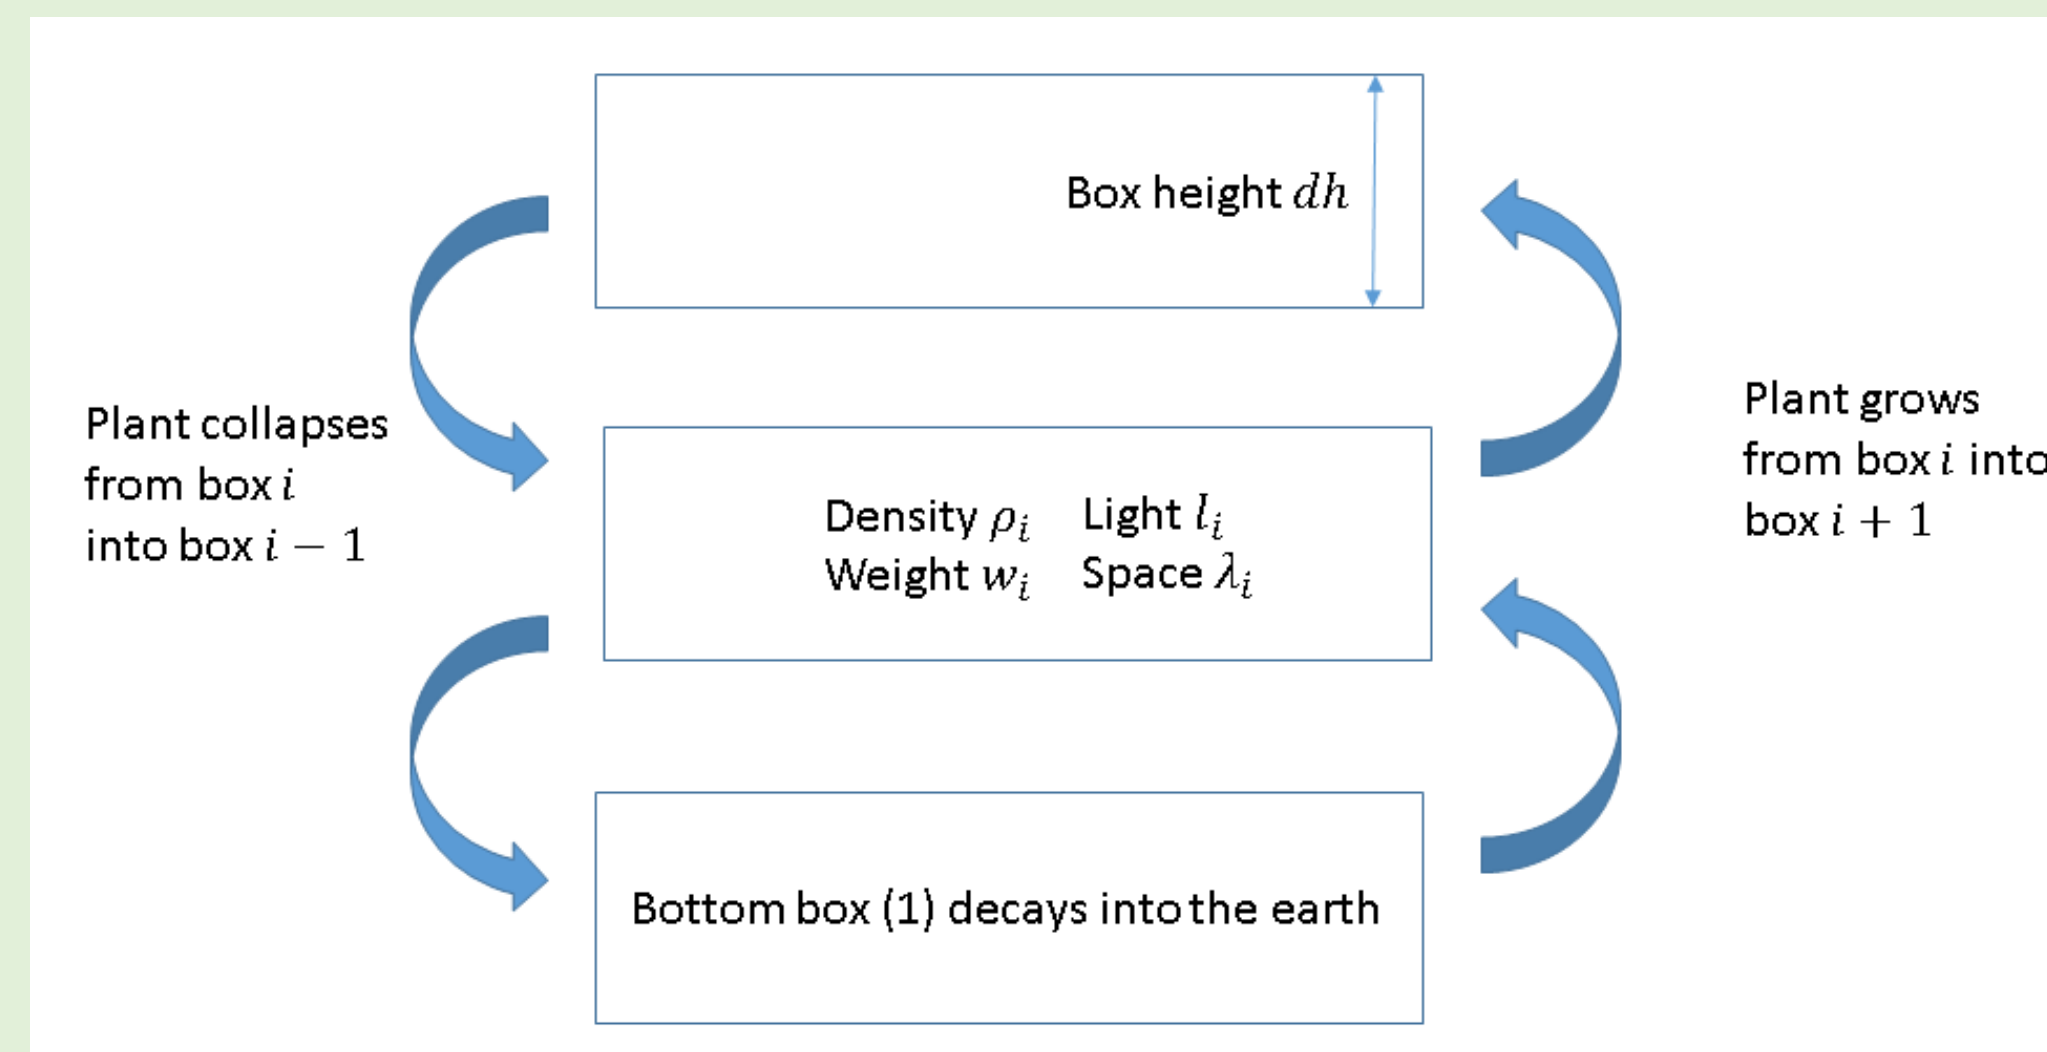 Box height dh
Plant collapses
from box i
into box i − 1
Density ρᵢ Light lᵢ
Weight wᵢ Space λᵢ
Plant grows
from box i into
box i + 1
Bottom box (1) decays into the earth